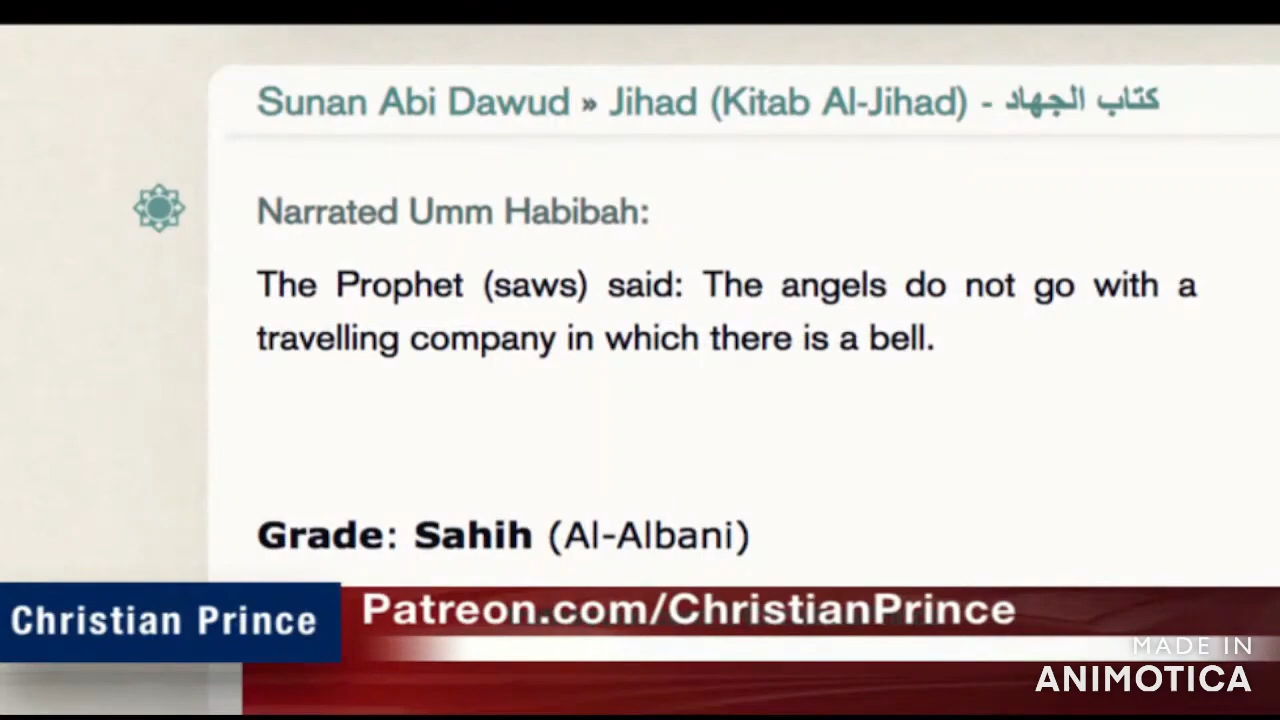 Sunan Abi Dawud » Jihad (Kitab Al-Jihad) - كتاب الجهاد
Narrated Umm Habibah:
The Prophet (saws) said: The angels do not go with a
travelling company in which there is a bell.
Grade: Sahih (Al-Albani)
Christian Prince
Patreon.com/ChristianPrince
MADE IN
ANIMOTICA